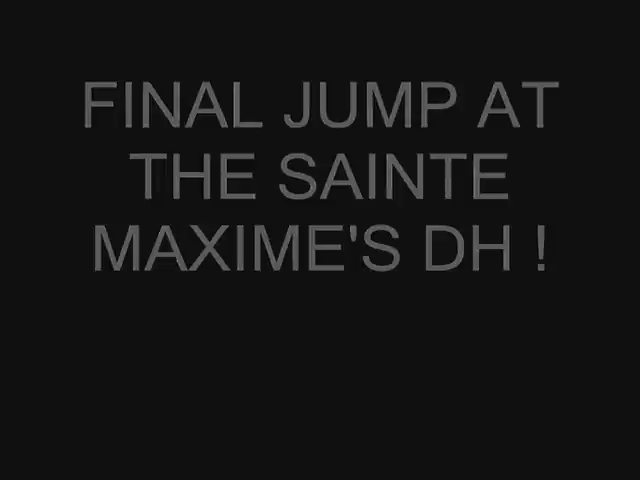 FINAL JUMP AT
THE SAINTE
MAXIME'S DH !